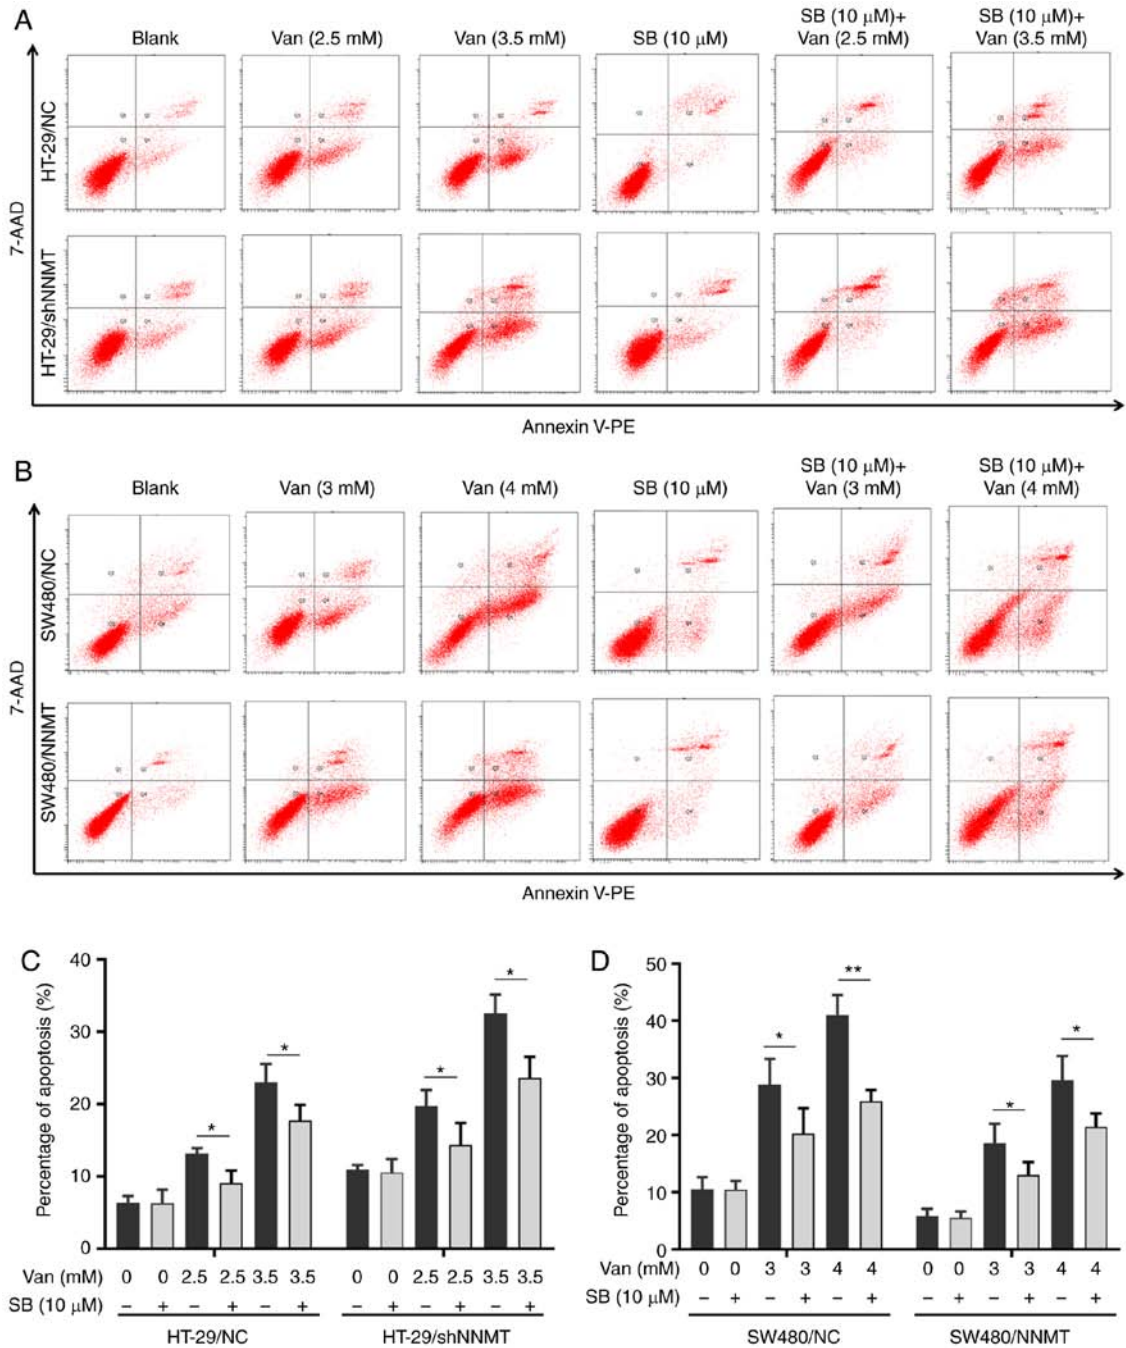 A
Blank
Van (2.5 mM)
Van (3.5 mM)
SB (10 μM)
SB (10 μM)+
Van (2.5 mM)
SB (10 μM)+
Van (3.5 mM)
7-AAD
HT-29/NC
HT-29/shNNMT
Annexin V-PE
B
Blank
Van (3 mM)
Van (4 mM)
SB (10 μM)
SB (10 μM)+
Van (3 mM)
SB (10 μM)+
Van (4 mM)
7-AAD
SW480/NC
SW480/NNMT
Annexin V-PE
C
Percentage of apoptosis (%)
40
30
20
10
0
* * * *
Van (mM) 0 0 2.5 2.5 3.5 3.5 0 0 2.5 2.5 3.5 3.5
SB (10 μM) − + − + − + − + − + − +
HT-29/NC HT-29/shNNMT
D
Percentage of apoptosis (%)
50
40
30
20
10
0
* ** * *
Van (mM) 0 0 3 3 4 4 0 0 3 3 4 4
SB (10 μM) − + − + − + − + − + − +
SW480/NC SW480/NNMT